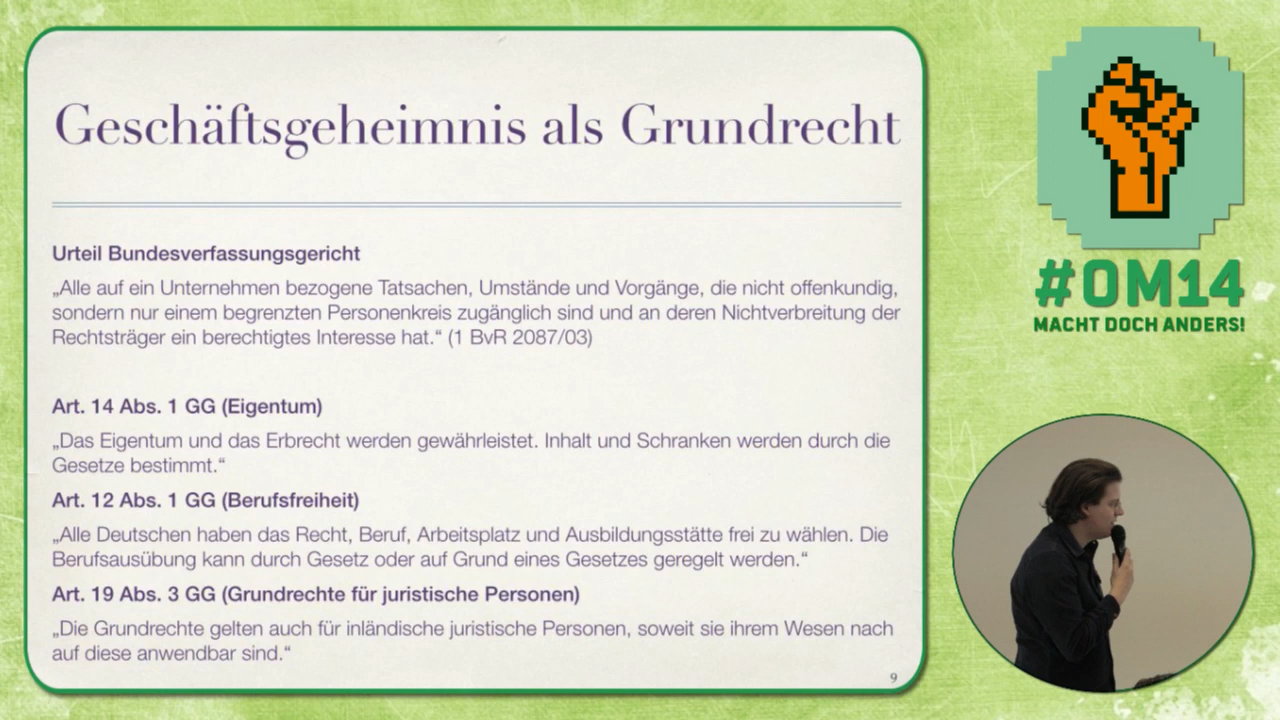 Geschäftsgeheimnis als Grundrecht
Urteil Bundesverfassungsgericht
„Alle auf ein Unternehmen bezogene Tatsachen, Umstände und Vorgänge, die nicht offenkundig,
sondern nur einem begrenzten Personenkreis zugänglich sind und an deren Nichtverbreitung der
Rechtsträger ein berechtigtes Interesse hat.“ (1 BvR 2087/03)
Art. 14 Abs. 1 GG (Eigentum)
„Das Eigentum und das Erbrecht werden gewährleistet. Inhalt und Schranken werden durch die
Gesetze bestimmt.“
Art. 12 Abs. 1 GG (Berufsfreiheit)
„Alle Deutschen haben das Recht, Beruf, Arbeitsplatz und Ausbildungsstätte frei zu wählen. Die
Berufsausübung kann durch Gesetz oder auf Grund eines Gesetzes geregelt werden.“
Art. 19 Abs. 3 GG (Grundrechte für juristische Personen)
„Die Grundrechte gelten auch für inländische juristische Personen, soweit sie ihrem Wesen nach
auf diese anwendbar sind.“
9
#OM14
MACHT DOCH ANDERS!